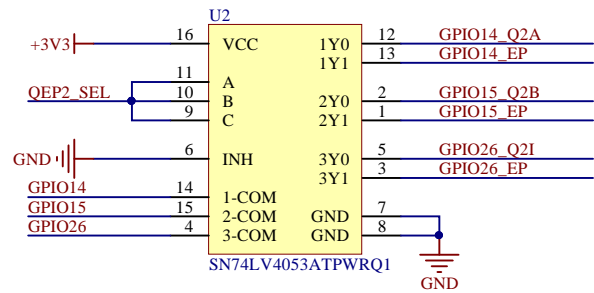 U2
+3V3 16 VCC 1Y0 12 GPIO14_Q2A
1Y1 13 GPIO14_EP
11 A
QEP2_SEL 10 B 2Y0 2 GPIO15_Q2B
9 C 2Y1 1 GPIO15_EP
GND 6 INH 3Y0 5 GPIO26_Q2I
3Y1 3 GPIO26_EP
GPIO14 14 1-COM
GPIO15 15 2-COM GND 7
GPIO26 4 3-COM GND 8
SN74LV4053ATPWRQ1
GND